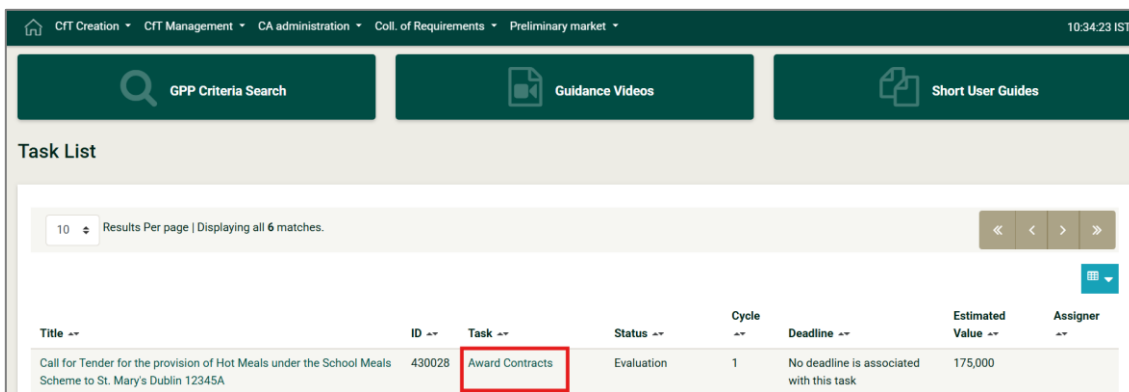 CfT Creation CfT Management CA administration Coll. of Requirements Preliminary market 10:34:23 IST
GPP Criteria Search Guidance Videos Short User Guides
Task List
10 Results Per page | Displaying all 6 matches.
« < > »
Title ID Task Status Cycle Deadline Estimated Value Assigner
Call for Tender for the provision of Hot Meals under the School Meals 430028 Award Contracts Evaluation 1 No deadline is associated 175,000
Scheme to St. Mary's Dublin 12345A with this task